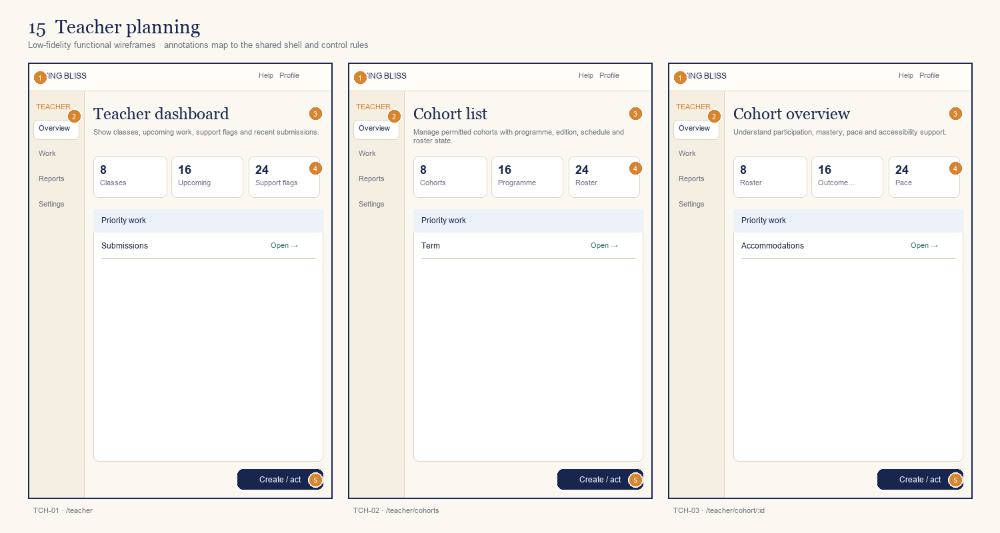 15 Teacher planning
Low-fidelity functional wireframes · annotations map to the shared shell and control rules
1 ING BLISS Help Profile
TEACHER
2
Overview
Work
Reports
Settings
Teacher dashboard 3
Show classes, upcoming work, support flags and recent submissions.
8 Classes
16 Upcoming
24 Support flags
4
Priority work
Submissions Open →
Create / act 5
TCH-01 · /teacher
1 ING BLISS Help Profile
TEACHER
2
Overview
Work
Reports
Settings
Cohort list 3
Manage permitted cohorts with programme, edition, schedule and
roster state.
8 Cohorts
16 Programme
24 Roster
4
Priority work
Term Open →
Create / act 5
TCH-02 · /teacher/cohorts
1 ING BLISS Help Profile
TEACHER
2
Overview
Work
Reports
Settings
Cohort overview 3
Understand participation, mastery, pace and accessibility support.
8 Roster
16 Outcome…
24 Pace
4
Priority work
Accommodations Open →
Create / act 5
TCH-03 · /teacher/cohort/:id